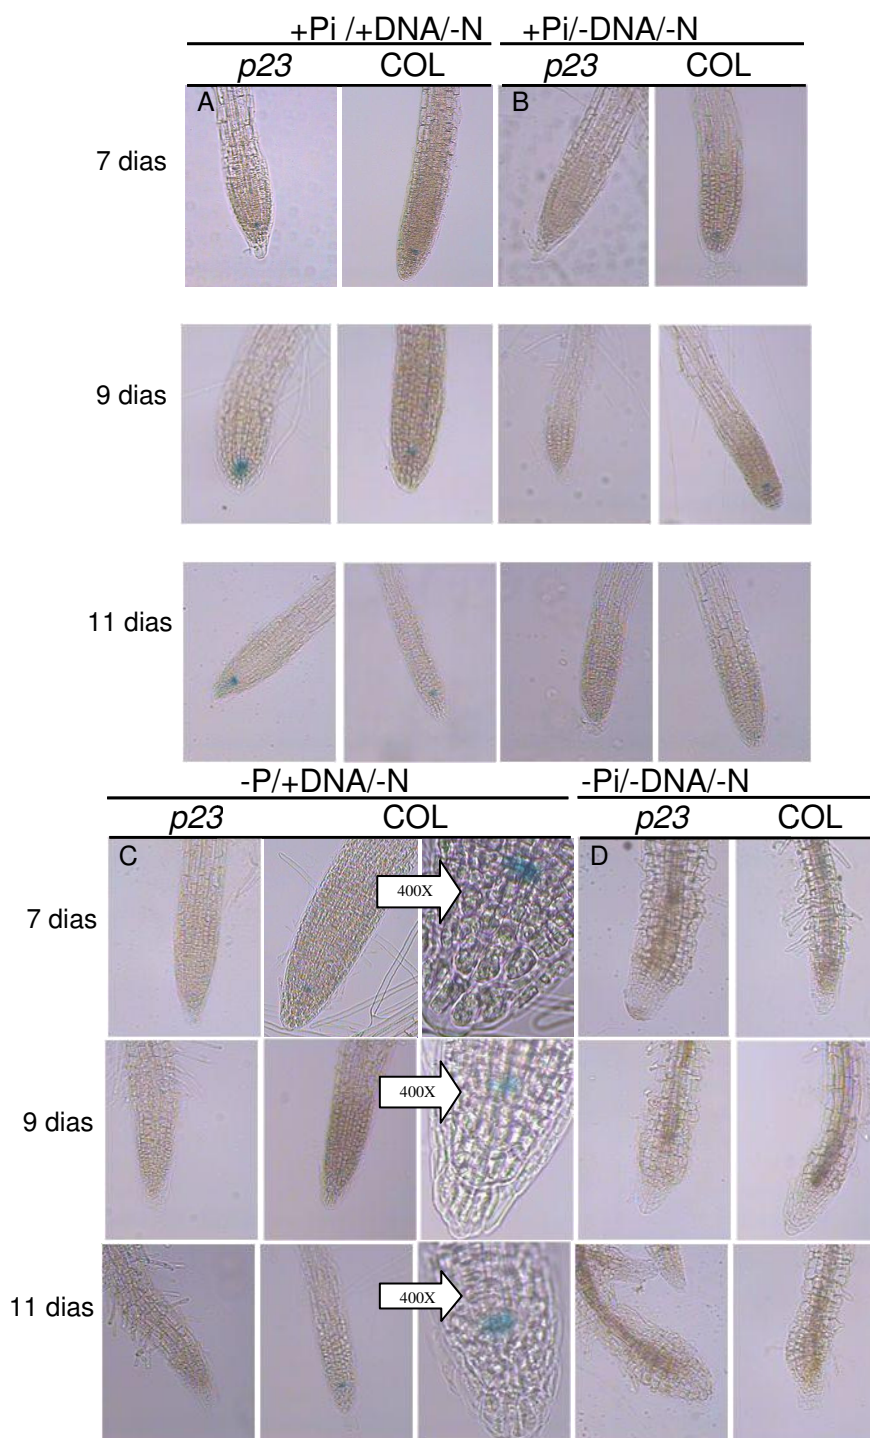 +Pi /+DNA/-N +Pi/-DNA/-N
p23 COL p23 COL
A B
7 dias
9 dias
11 dias
-P/+DNA/-N -Pi/-DNA/-N
p23 COL p23 COL
C D
400X
7 dias
400X
9 dias
400X
11 dias